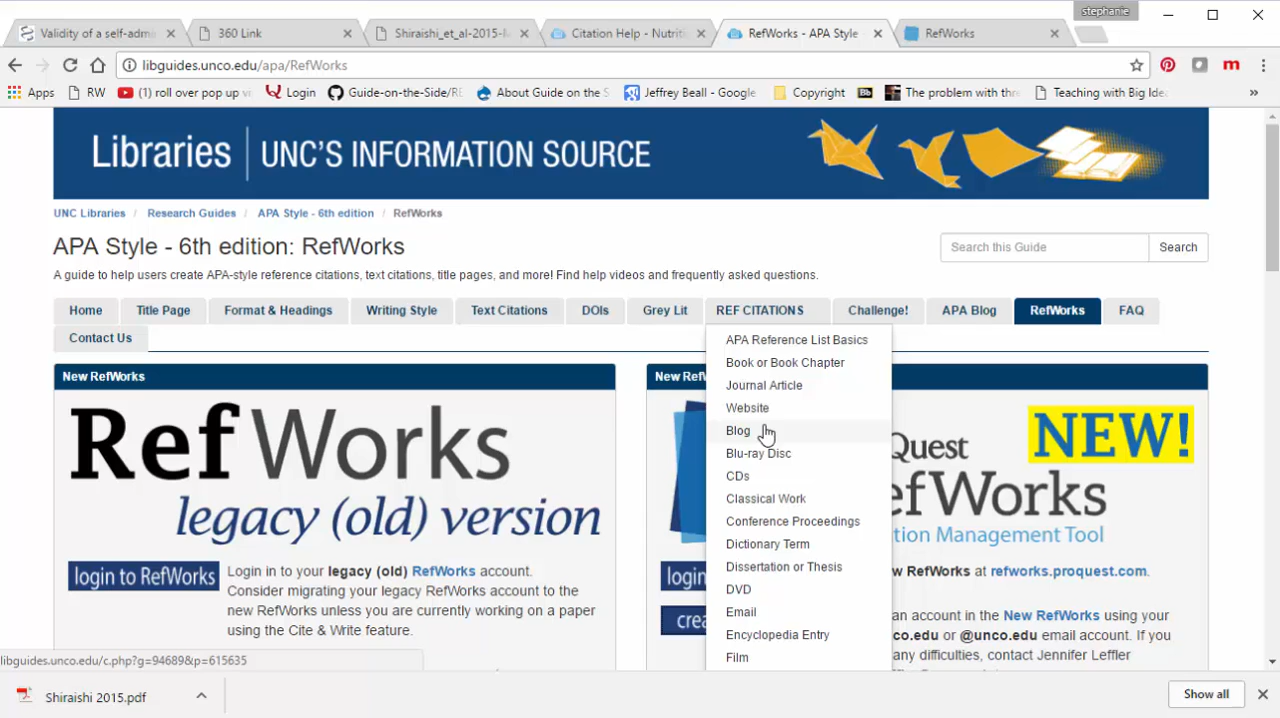 stephanie
Validity of a self-adm
360 Link
Shiraishi_et_al-2015-
Citation Help - Nutriti
RefWorks - APA Style
RefWorks
libguides.unco.edu/apa/RefWorks
Apps
RW
(1) roll over pop up v
Login
Guide-on-the-Side/RE
About Guide on the S
Jeffrey Beall - Google
Copyright
Bb
The problem with thr
Teaching with Big Ide
»
Libraries | UNC'S INFORMATION SOURCE
UNC Libraries / Research Guides / APA Style - 6th edition / RefWorks
APA Style - 6th edition: RefWorks
Search this Guide
Search
A guide to help users create APA-style reference citations, text citations, title pages, and more! Find help videos and frequently asked questions.
Home
Title Page
Format & Headings
Writing Style
Text Citations
DOIs
Grey Lit
REF CITATIONS
Challenge!
APA Blog
RefWorks
FAQ
Contact Us
APA Reference List Basics
Book or Book Chapter
Journal Article
Website
Blog
Blu-ray Disc
CDs
Classical Work
Conference Proceedings
Dictionary Term
Dissertation or Thesis
DVD
Email
Encyclopedia Entry
Film
New RefWorks
RefWorks
legacy (old) version
login to RefWorks
Login in to your legacy (old) RefWorks account.
Consider migrating your legacy RefWorks account to the
new RefWorks unless you are currently working on a paper
using the Cite & Write feature.
New Ref
Quest
NEW!
efWorks
ion Management Tool
login
crea
w RefWorks at refworks.proquest.com.
an account in the New RefWorks using your
co.edu or @unco.edu email account. If you
ny difficulties, contact Jennifer Leffler
libguides.unco.edu/c.php?g=94689&p=615635
Shiraishi 2015.pdf
Show all